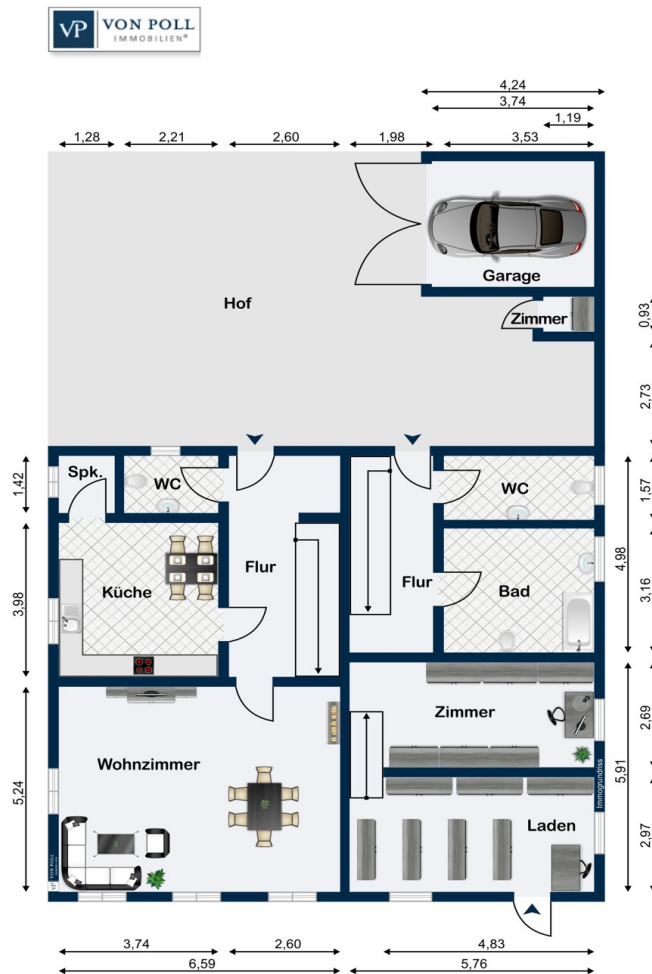 VP VON POLL
IMMOBILIEN®
4,24
3,74
1,19
1,28 2,21 2,60 1,98 3,53
Garage
Hof
Zimmer
0,93
2,73
Spk.
WC
WC
1,42
1,57
Flur
Flur
Küche
Bad
3,98
4,98
3,16
Zimmer
2,69
Wohnzimmer
5,24
5,91
Immogrundriss
Laden
2,97
VP VON POLL
3,74 2,60 4,83
6,59 5,76